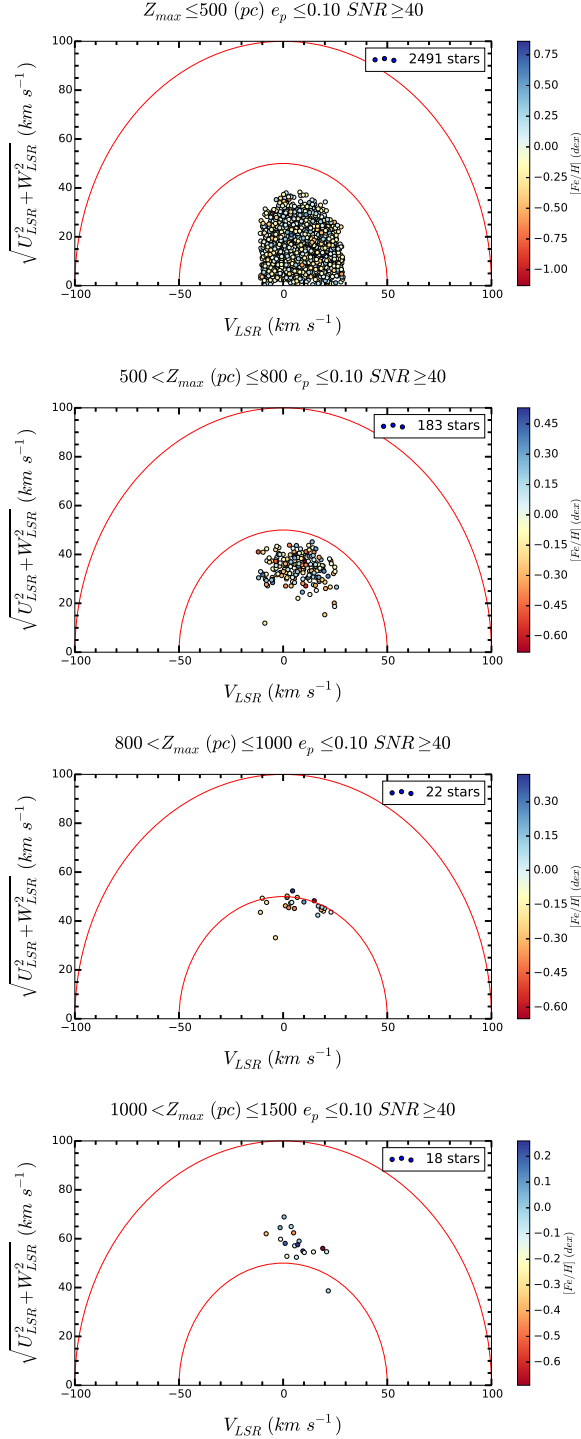 Z_max ≤500 (pc) e_p ≤0.10 SNR ≥40
2491 stars
√U²_LSR + W²_LSR (km s⁻¹)
100
80
60
40
20
0
−100 −50 0 50 100
V_LSR (km s⁻¹)
0.75
0.50
0.25
0.00
−0.25
−0.50
−0.75
−1.00
[Fe/H] (dex)
500 <Z_max (pc) ≤800 e_p ≤0.10 SNR ≥40
183 stars
√U²_LSR + W²_LSR (km s⁻¹)
100
80
60
40
20
0
−100 −50 0 50 100
V_LSR (km s⁻¹)
0.45
0.30
0.15
0.00
−0.15
−0.30
−0.45
−0.60
[Fe/H] (dex)
800 <Z_max (pc) ≤1000 e_p ≤0.10 SNR ≥40
22 stars
√U²_LSR + W²_LSR (km s⁻¹)
100
80
60
40
20
0
−100 −50 0 50 100
V_LSR (km s⁻¹)
0.30
0.15
0.00
−0.15
−0.30
−0.45
−0.60
[Fe/H] (dex)
1000 <Z_max (pc) ≤1500 e_p ≤0.10 SNR ≥40
18 stars
√U²_LSR + W²_LSR (km s⁻¹)
100
80
60
40
20
0
−100 −50 0 50 100
V_LSR (km s⁻¹)
0.2
0.1
0.0
−0.1
−0.2
−0.3
−0.4
−0.5
−0.6
[Fe/H] (dex)